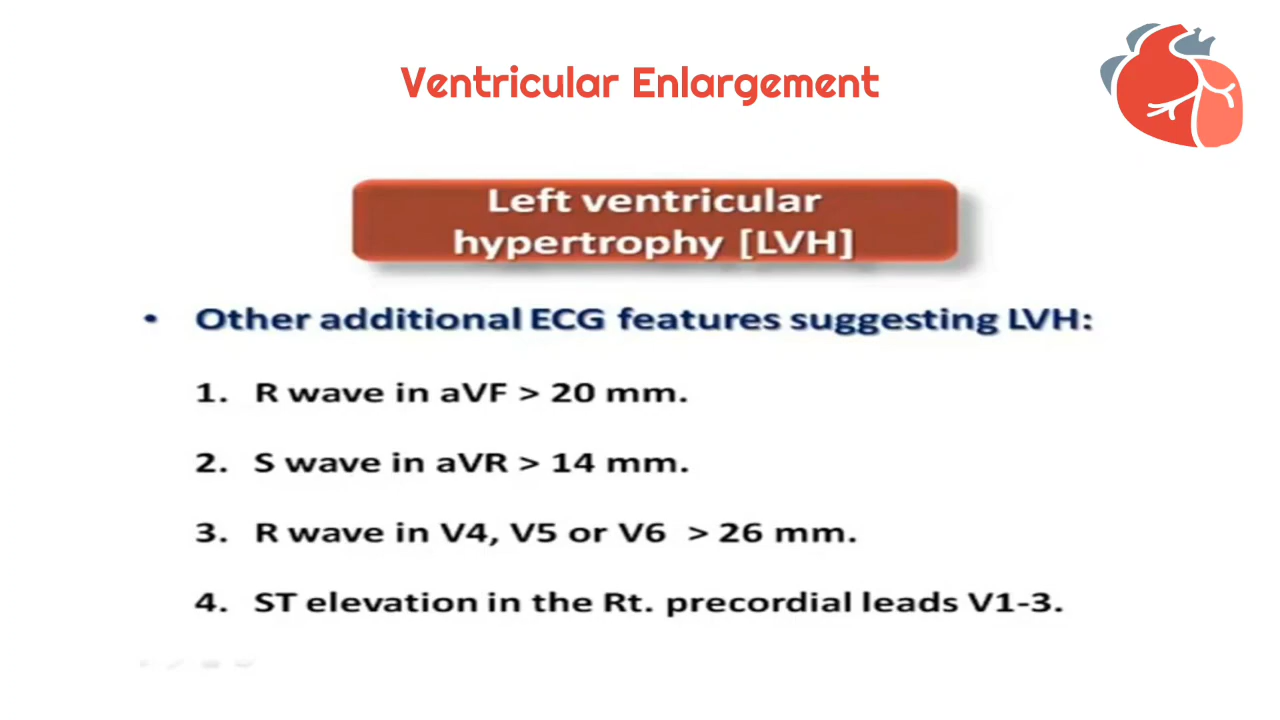 Ventricular Enlargement
Left ventricular
hypertrophy [LVH]
• Other additional ECG features suggesting LVH:
1. R wave in aVF > 20 mm.
2. S wave in aVR > 14 mm.
3. R wave in V4, V5 or V6 > 26 mm.
4. ST elevation in the Rt. precordial leads V1-3.